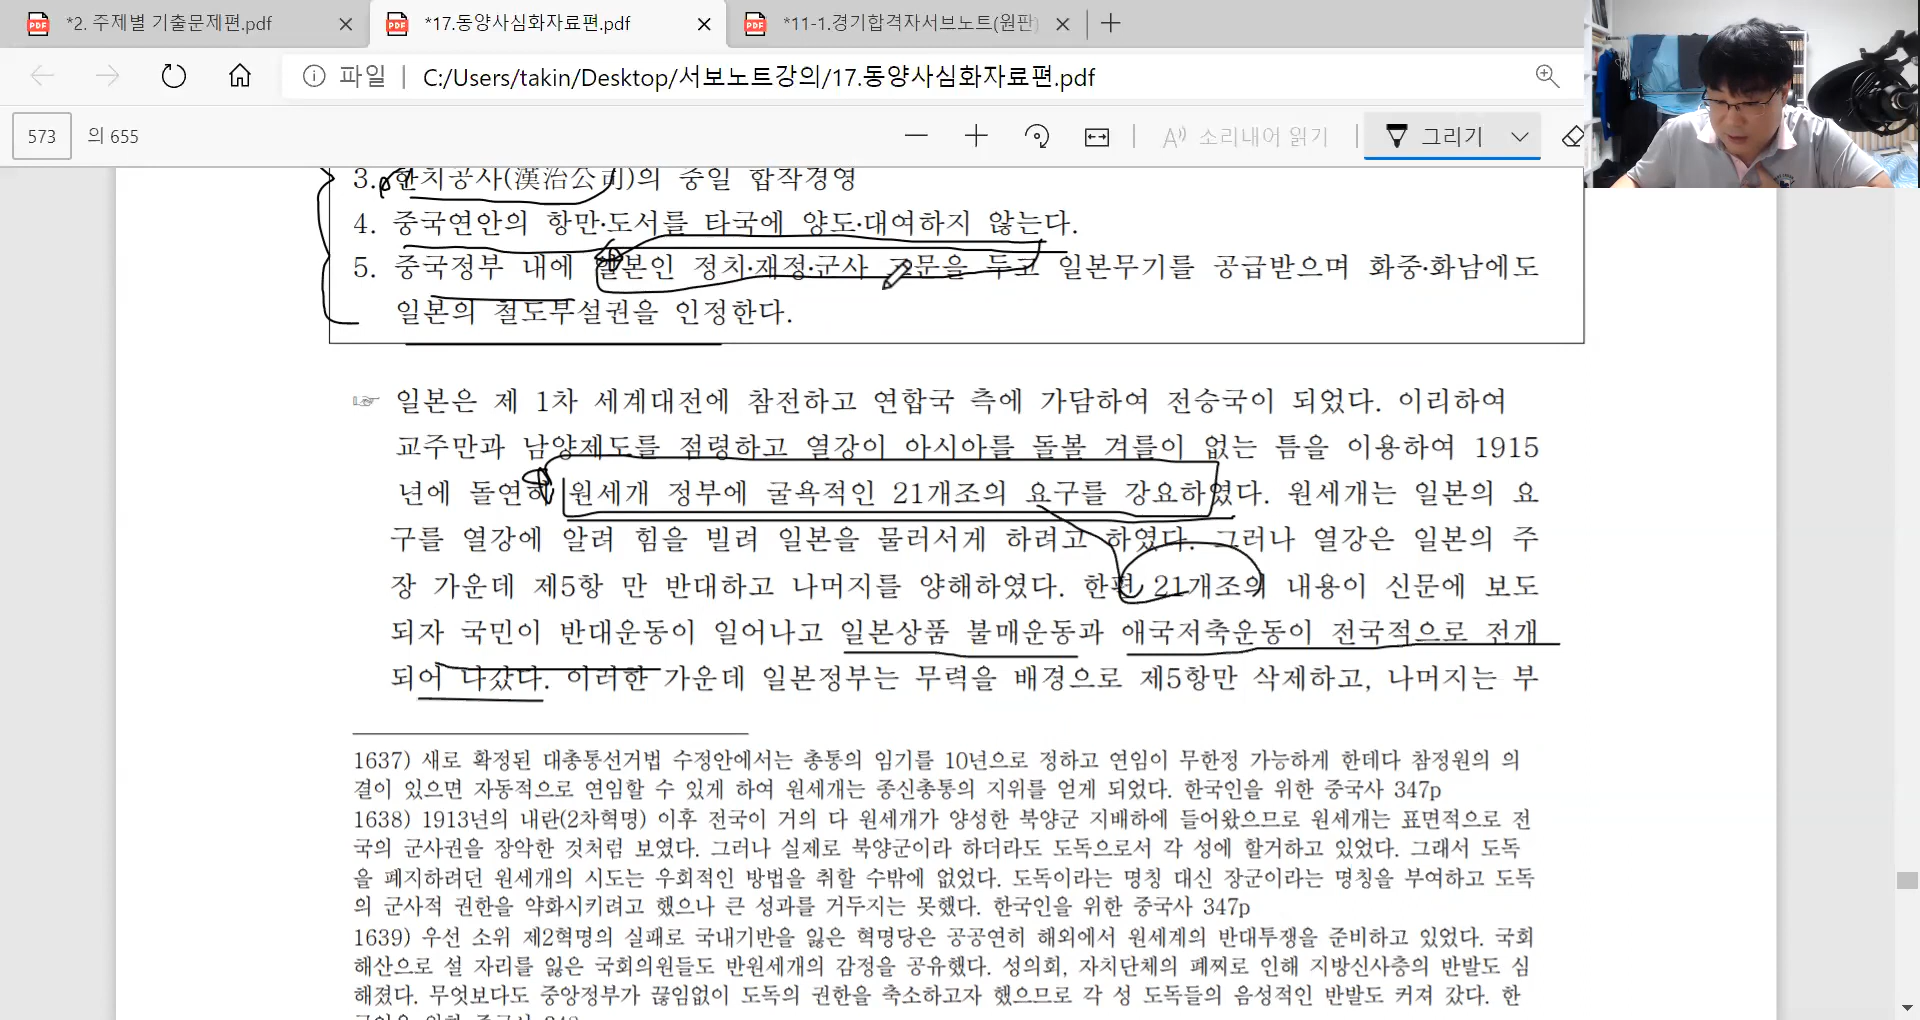 *2. 주제별 기출문제편.pdf
*17.동양사심화자료편.pdf
*11-1.경기합격자서브노트(원판)
파일 | C:/Users/takin/Desktop/서보노트강의/17.동양사심화자료편.pdf
573 의 655
소리내어 읽기
그리기
3. 한치공사(漢治公司)의 중일 합작경영
4. 중국연안의 항만·도서를 타국에 양도·대여하지 않는다.
5. 중국정부 내에 일본인 정치·재정·군사 고문을 두고 일본무기를 공급받으며 화중·화남에도
일본의 철도부설권을 인정한다.
☞ 일본은 제 1차 세계대전에 참전하고 연합국 측에 가담하여 전승국이 되었다. 이리하여
교주만과 남양제도를 점령하고 열강이 아시아를 돌볼 겨를이 없는 틈을 이용하여 1915
년에 돌연히 원세개 정부에 굴욕적인 21개조의 요구를 강요하였다. 원세개는 일본의 요
구를 열강에 알려 힘을 빌려 일본을 물러서게 하려고 하였다. 그러나 열강은 일본의 주
장 가운데 제5항 만 반대하고 나머지를 양해하였다. 한편 21개조의 내용이 신문에 보도
되자 국민이 반대운동이 일어나고 일본상품 불매운동과 애국저축운동이 전국적으로 전개
되어 나갔다. 이러한 가운데 일본정부는 무력을 배경으로 제5항만 삭제하고, 나머지는 부
1637) 새로 확정된 대총통선거법 수정안에서는 총통의 임기를 10년으로 정하고 연임이 무한정 가능하게 한데다 참정원의 의
결이 있으면 자동적으로 연임할 수 있게 하여 원세개는 종신총통의 지위를 얻게 되었다. 한국인을 위한 중국사 347p
1638) 1913년의 내란(2차혁명) 이후 전국이 거의 다 원세개가 양성한 북양군 지배하에 들어왔으므로 원세개는 표면적으로 전
국의 군사권을 장악한 것처럼 보였다. 그러나 실제로 북양군이라 하더라도 도독으로서 각 성에 할거하고 있었다. 그래서 도독
을 폐지하려던 원세개의 시도는 우회적인 방법을 취할 수밖에 없었다. 도독이라는 명칭 대신 장군이라는 명칭을 부여하고 도독
의 군사적 권한을 약화시키려고 했으나 큰 성과를 거두지는 못했다. 한국인을 위한 중국사 347p
1639) 우선 소위 제2혁명의 실패로 국내기반을 잃은 혁명당은 공공연히 해외에서 원세계의 반대투쟁을 준비하고 있었다. 국회
해산으로 설 자리를 잃은 국회의원들도 반원세개의 감정을 공유했다. 성의회, 자치단체의 폐찌로 인해 지방신사층의 반발도 심
해졌다. 무엇보다도 중앙정부가 끊임없이 도독의 권한을 축소하고자 했으므로 각 성 도독들의 음성적인 반발도 커져 갔다. 한